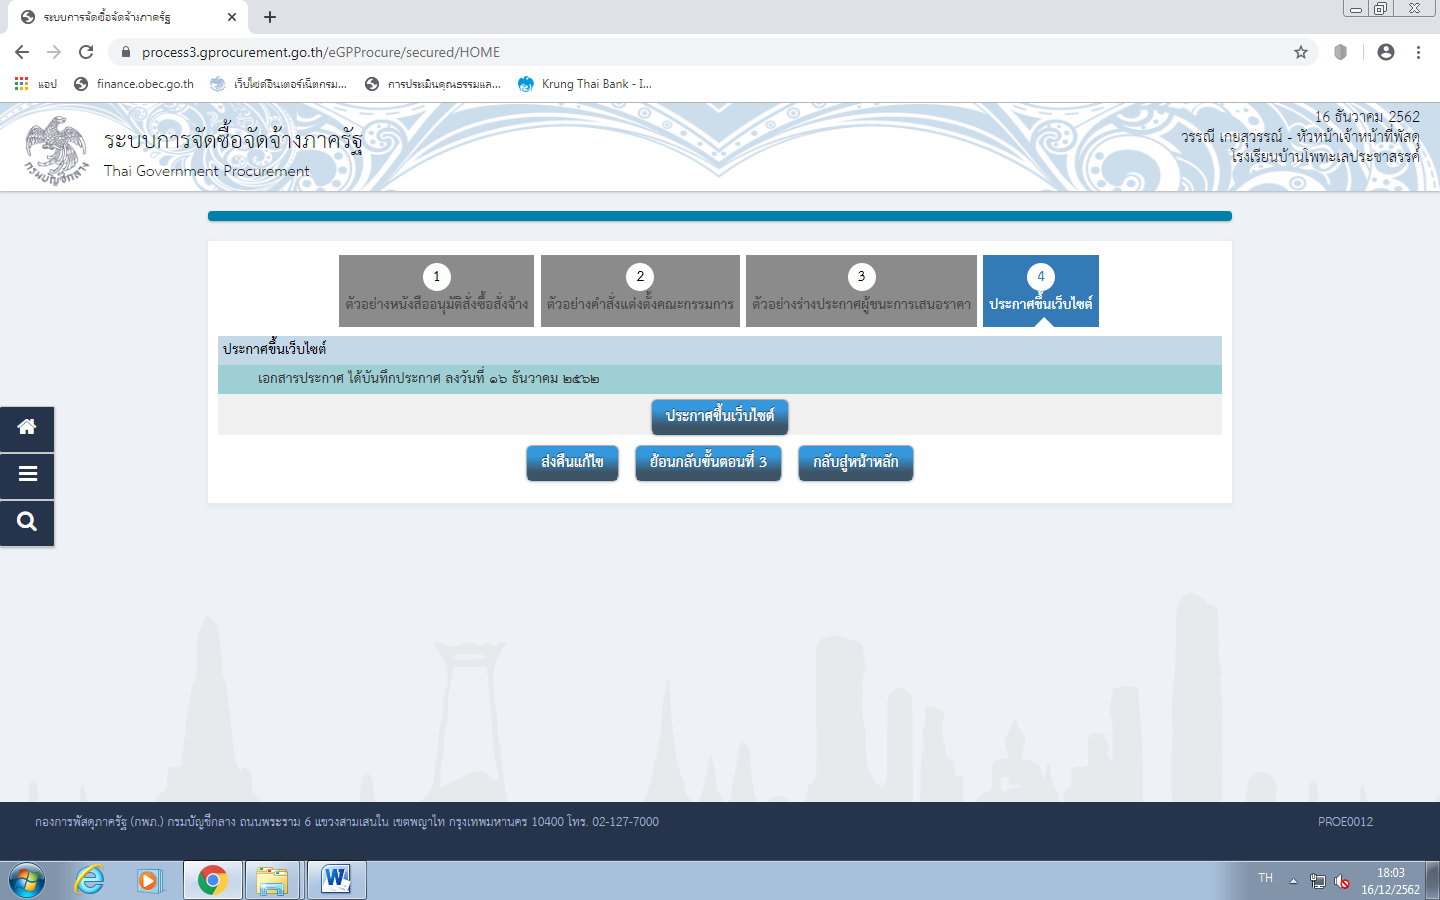 ระบบการจัดซื้อจัดจ้างภาครัฐ
process3.gprocurement.go.th/eGPProcure/secured/HOME
แอป finance.obec.go.th เว็บไซต์อินเตอร์เน็ตกรม... การประเมินคุณธรรมแล... Krung Thai Bank - I...
16 ธันวาคม 2562
ระบบการจัดซื้อจัดจ้างภาครัฐ
วรรณี เกยสุวรรณ์ - หัวหน้าเจ้าหน้าที่พัสดุ
โรงเรียนบ้านโพทะเลประชาสรรค์
Thai Government Procurement
กรมบัญชีกลาง
1 2 3 4
ตัวอย่างหนังสืออนุมัติสั่งซื้อสั่งจ้าง ตัวอย่างคำสั่งแต่งตั้งคณะกรรมการ ตัวอย่างร่างประกาศผู้ชนะการเสนอราคา ประกาศขึ้นเว็บไซต์
ประกาศขึ้นเว็บไซต์
เอกสารประกาศ ได้บันทึกประกาศ ลงวันที่ ๑๖ ธันวาคม ๒๕๖๒
ประกาศขึ้นเว็บไซต์
ส่งคืนแก้ไข ย้อนกลับขั้นตอนที่ 3 กลับสู่หน้าหลัก
กองการพัสดุภาครัฐ (กพภ.) กรมบัญชีกลาง ถนนพระราม 6 แขวงสามเสนใน เขตพญาไท กรุงเทพมหานคร 10400 โทร. 02-127-7000 PROE0012
TH 18:03
16/12/2562